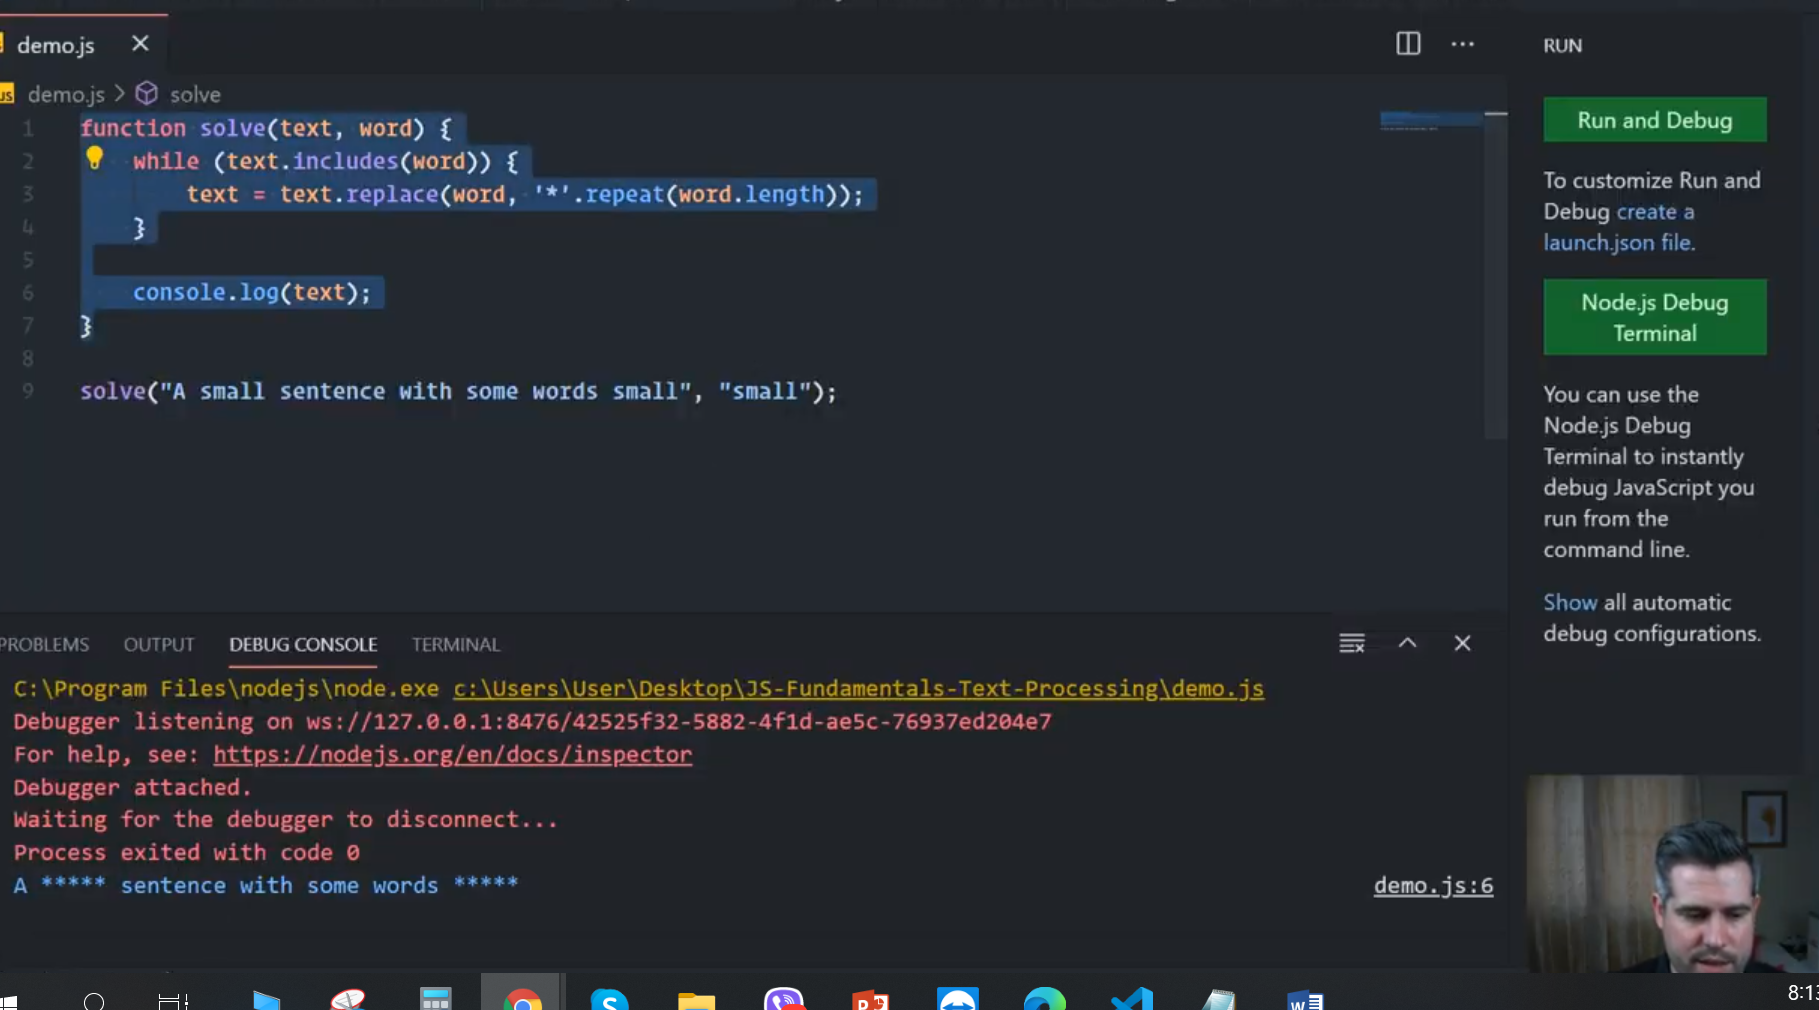 demo.js
RUN
JS demo.js > solve
1 function solve(text, word) {
2 while (text.includes(word)) {
3 text = text.replace(word, '*'.repeat(word.length));
4 }
5
6 console.log(text);
7 }
8
9 solve("A small sentence with some words small", "small");
Run and Debug
To customize Run and
Debug create a
launch.json file.
Node.js Debug
Terminal
You can use the
Node.js Debug
Terminal to instantly
debug JavaScript you
run from the
command line.
Show all automatic
debug configurations.
PROBLEMS OUTPUT DEBUG CONSOLE TERMINAL
C:\Program Files\nodejs\node.exe c:\Users\User\Desktop\JS-Fundamentals-Text-Processing\demo.js
Debugger listening on ws://127.0.0.1:8476/42525f32-5882-4f1d-ae5c-76937ed204e7
For help, see: https://nodejs.org/en/docs/inspector
Debugger attached.
Waiting for the debugger to disconnect...
Process exited with code 0
A ***** sentence with some words ***** demo.js:6